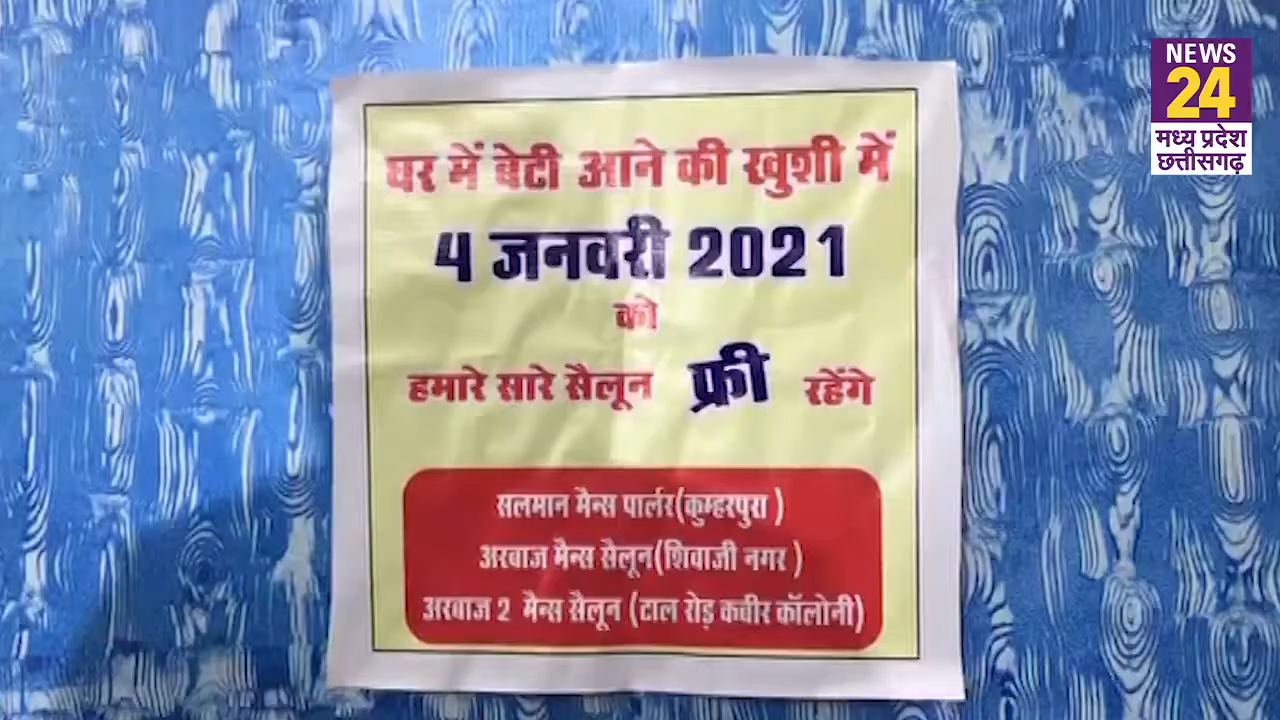 NEWS
24
मध्य प्रदेश
छत्तीसगढ़
घर में बेटी आने की खुशी में
4 जनवरी 2021
को
हमारे सारे सैलून फ्री रहेंगे
सलमान मैन्स पार्लर(कुम्हरपुरा )
अरबाज मैन्स सैलून(शिवाजी नगर )
अरबाज 2 मैन्स सैलून (टाल रोड़ कबीर कॉलोनी)